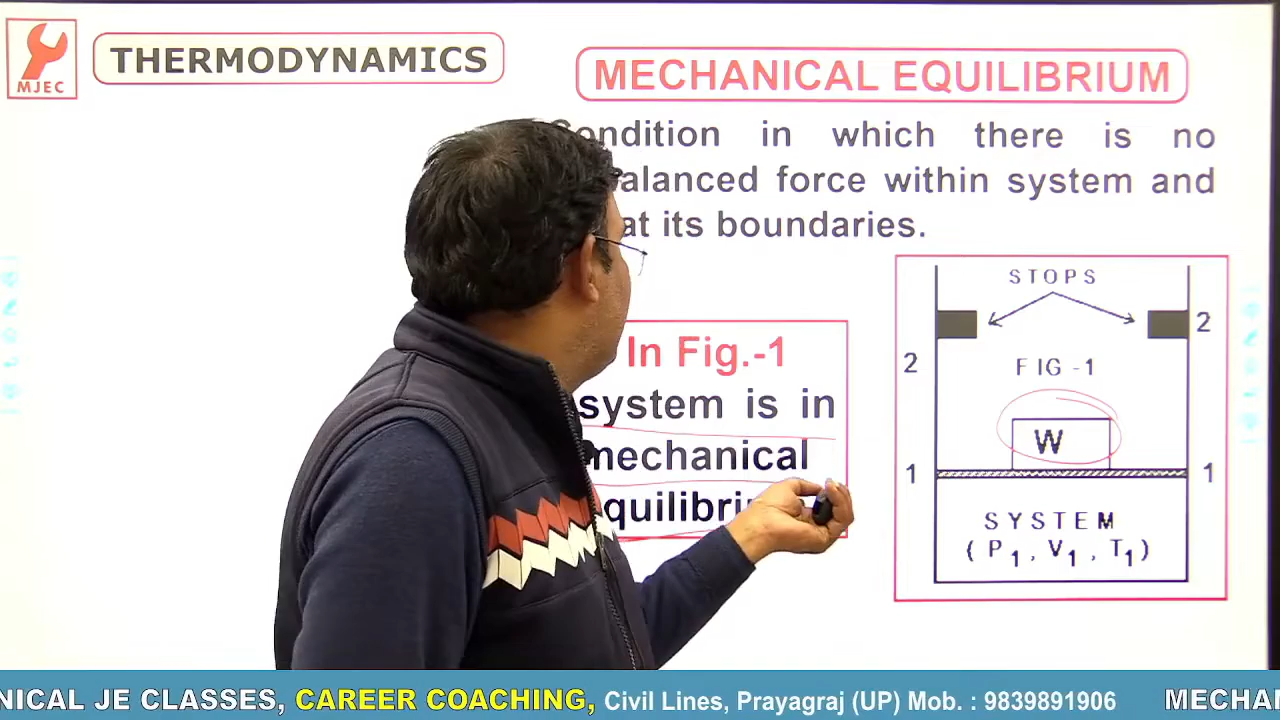 MJEC
THERMODYNAMICS
MECHANICAL EQUILIBRIUM
Condition in which there is no
alanced force within system and
at its boundaries.
In Fig.-1
system is in
mechanical
STOPS
2
2
FIG -1
W
1
1
SYSTEM
(P1, V1, T1)
NICAL JE CLASSES, CAREER COACHING, Civil Lines, Prayagraj (UP) Mob. : 9839891906 MECHAN